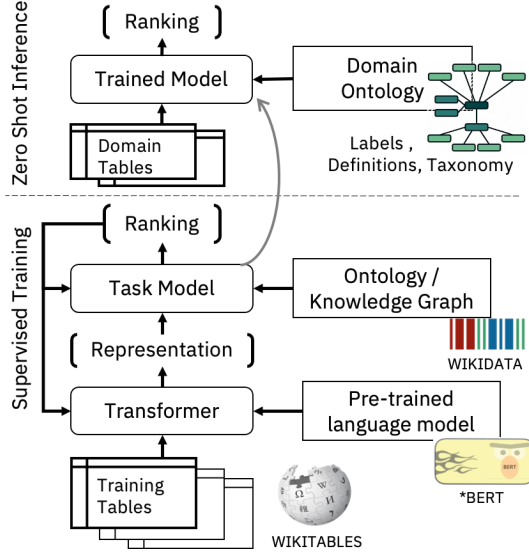 Zero Shot Inference
Ranking
Trained Model
Domain
Ontology
Domain
Tables
Labels ,
Definitions, Taxonomy
Supervised Training
Ranking
Task Model
Ontology /
Knowledge Graph
WIKIDATA
Representation
Transformer
Pre-trained
language model
BERT
*BERT
Training
Tables
WIKITABLES